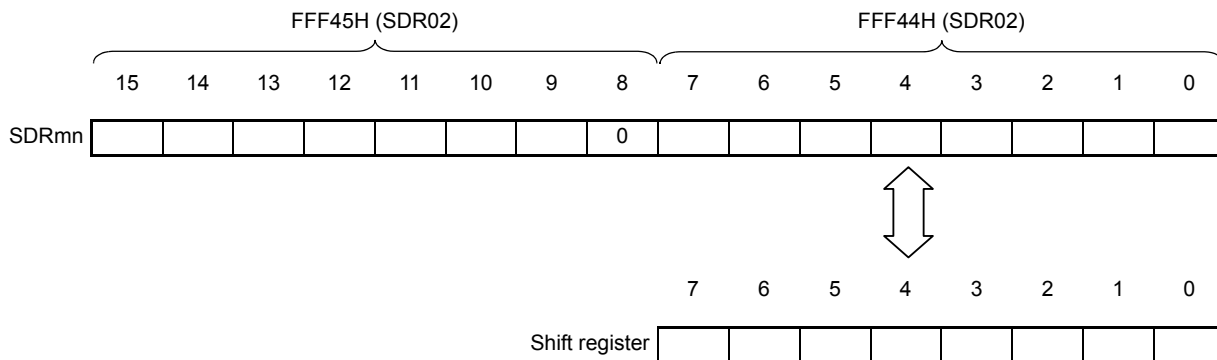 FFF45H (SDR02) FFF44H (SDR02)
15 14 13 12 11 10 9 8 7 6 5 4 3 2 1 0
SDRmn 0
7 6 5 4 3 2 1 0
Shift register